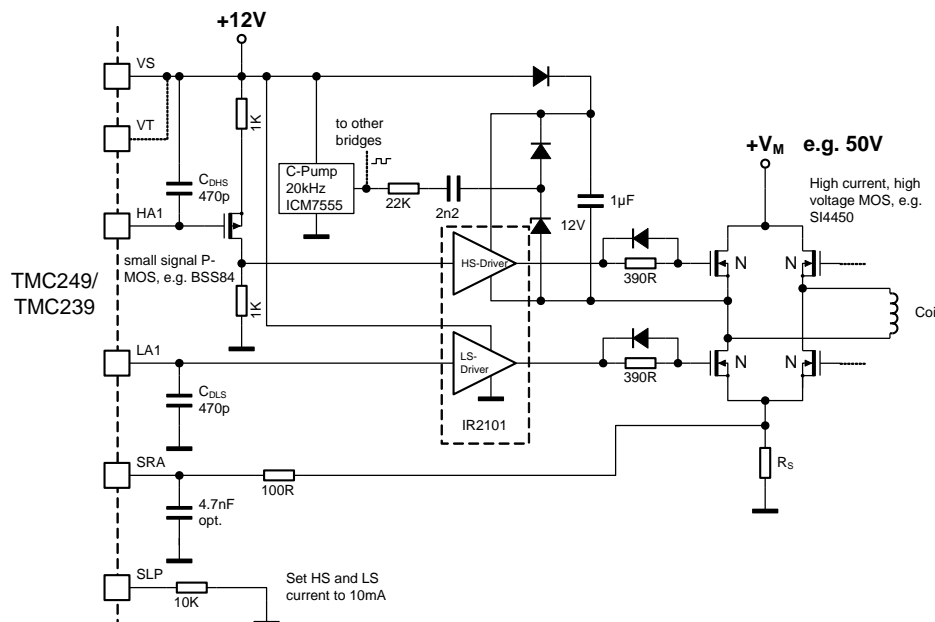 +12V
VS
VT
1K
to other
bridges
C-Pump
20kHz
ICM7555
22K
2n2
12V
1µF
+VM e.g. 50V
High current, high
voltage MOS, e.g.
SI4450
CDHS
470p
HA1
small signal P-
MOS, e.g. BSS84
1K
HS-Driver
390R
N
N
TMC249/
TMC239
Coi
LA1
CDLS
470p
LS-
Driver
390R
N
N
IR2101
SRA
100R
RS
4.7nF
opt.
SLP
10K
Set HS and LS
current to 10mA